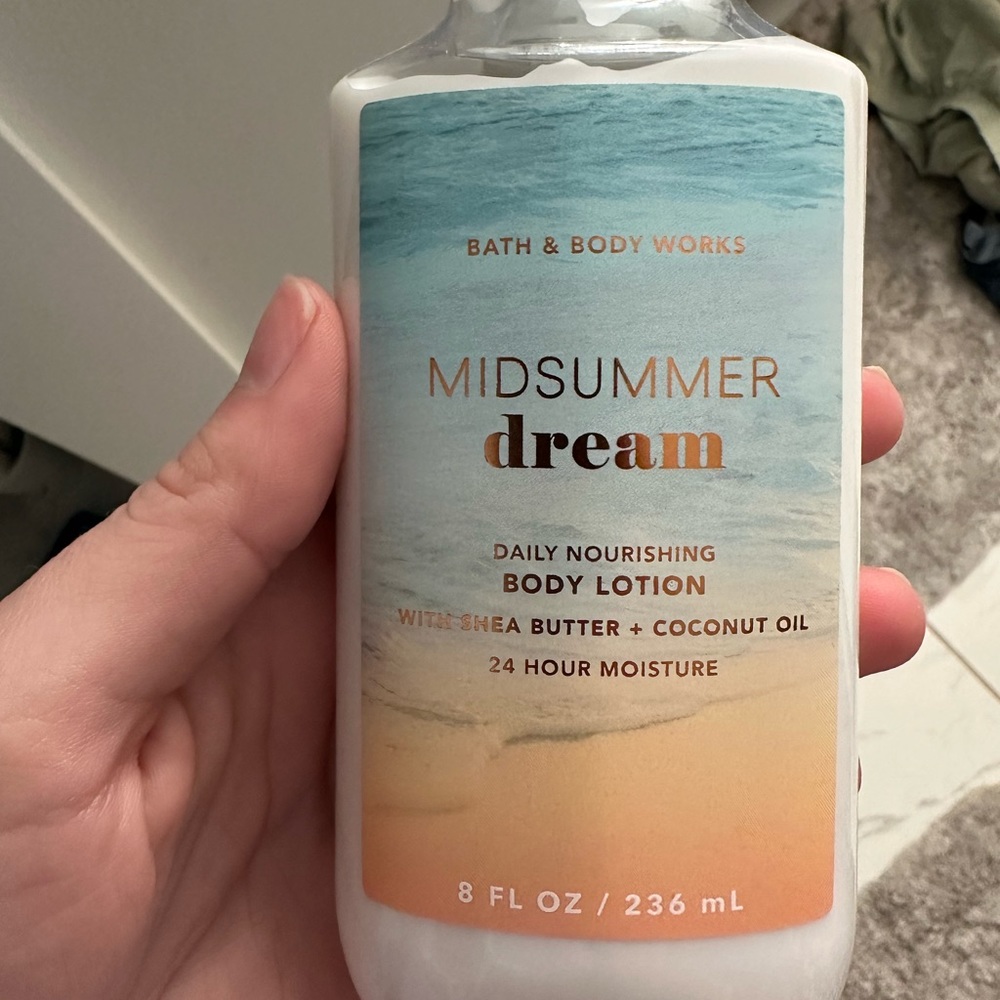 BATH & BODY WORKS
MIDSUMMER
dream
DAILY NOURISHING
BODY LOTION
WITH SHEA BUTTER + COCONUT OIL
24 HOUR MOISTURE
8 FL OZ / 236 mL